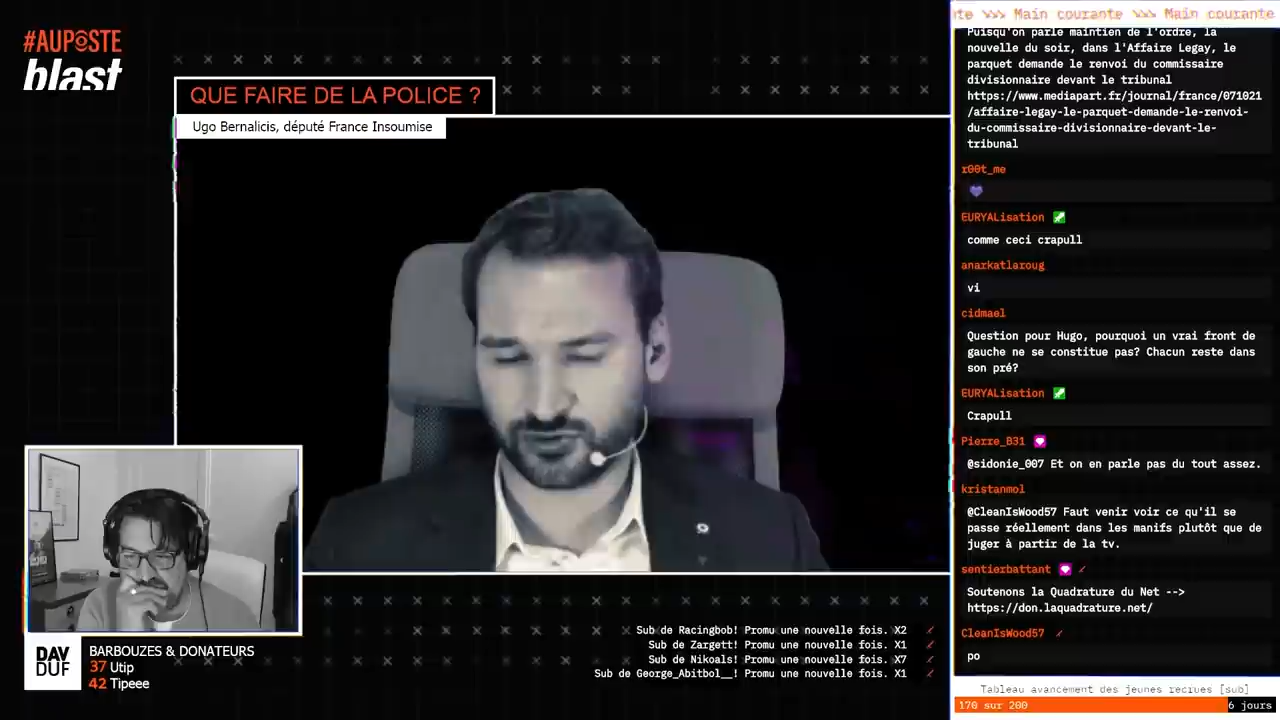 #AUPOSTE
blast
QUE FAIRE DE LA POLICE ?
Ugo Bernalicis, député France Insoumise
DAV
DUF
BARBOUZES & DONATEURS
37 Utip
42 Tipeee
Sub de Racingbob! Promu une nouvelle fois. X2
Sub de Zargett! Promu une nouvelle fois. X1
Sub de Nikoals! Promu une nouvelle fois. X7
Sub de George_Abitbol__! Promu une nouvelle fois. X1
te >>> Main courante >>> Main courante
Puisqu'on parle maintien de l'ordre, la
nouvelle du soir, dans l'Affaire Legay, le
parquet demande le renvoi du commissaire
divisionnaire devant le tribunal
https://www.mediapart.fr/journal/france/071021
/affaire-legay-le-parquet-demande-le-renvoi-
du-commissaire-divisionnaire-devant-le-
tribunal
r00t_me
EURYALisation
comme ceci crapull
anarkatlaroug
vi
cidmael
Question pour Hugo, pourquoi un vrai front de
gauche ne se constitue pas? Chacun reste dans
son pré?
EURYALisation
Crapull
Pierre_B31
@sidonie_007 Et on en parle pas du tout assez.
kristanmol
@CleanIsWood57 Faut venir voir ce qu'il se
passe réellement dans les manifs plutôt que de
juger à partir de la tv.
sentierbattant
Soutenons la Quadrature du Net -->
https://don.laquadrature.net/
CleanIsWood57
po
Tableau avancement des jeunes recrues [sub]
170 sur 200
6 jours